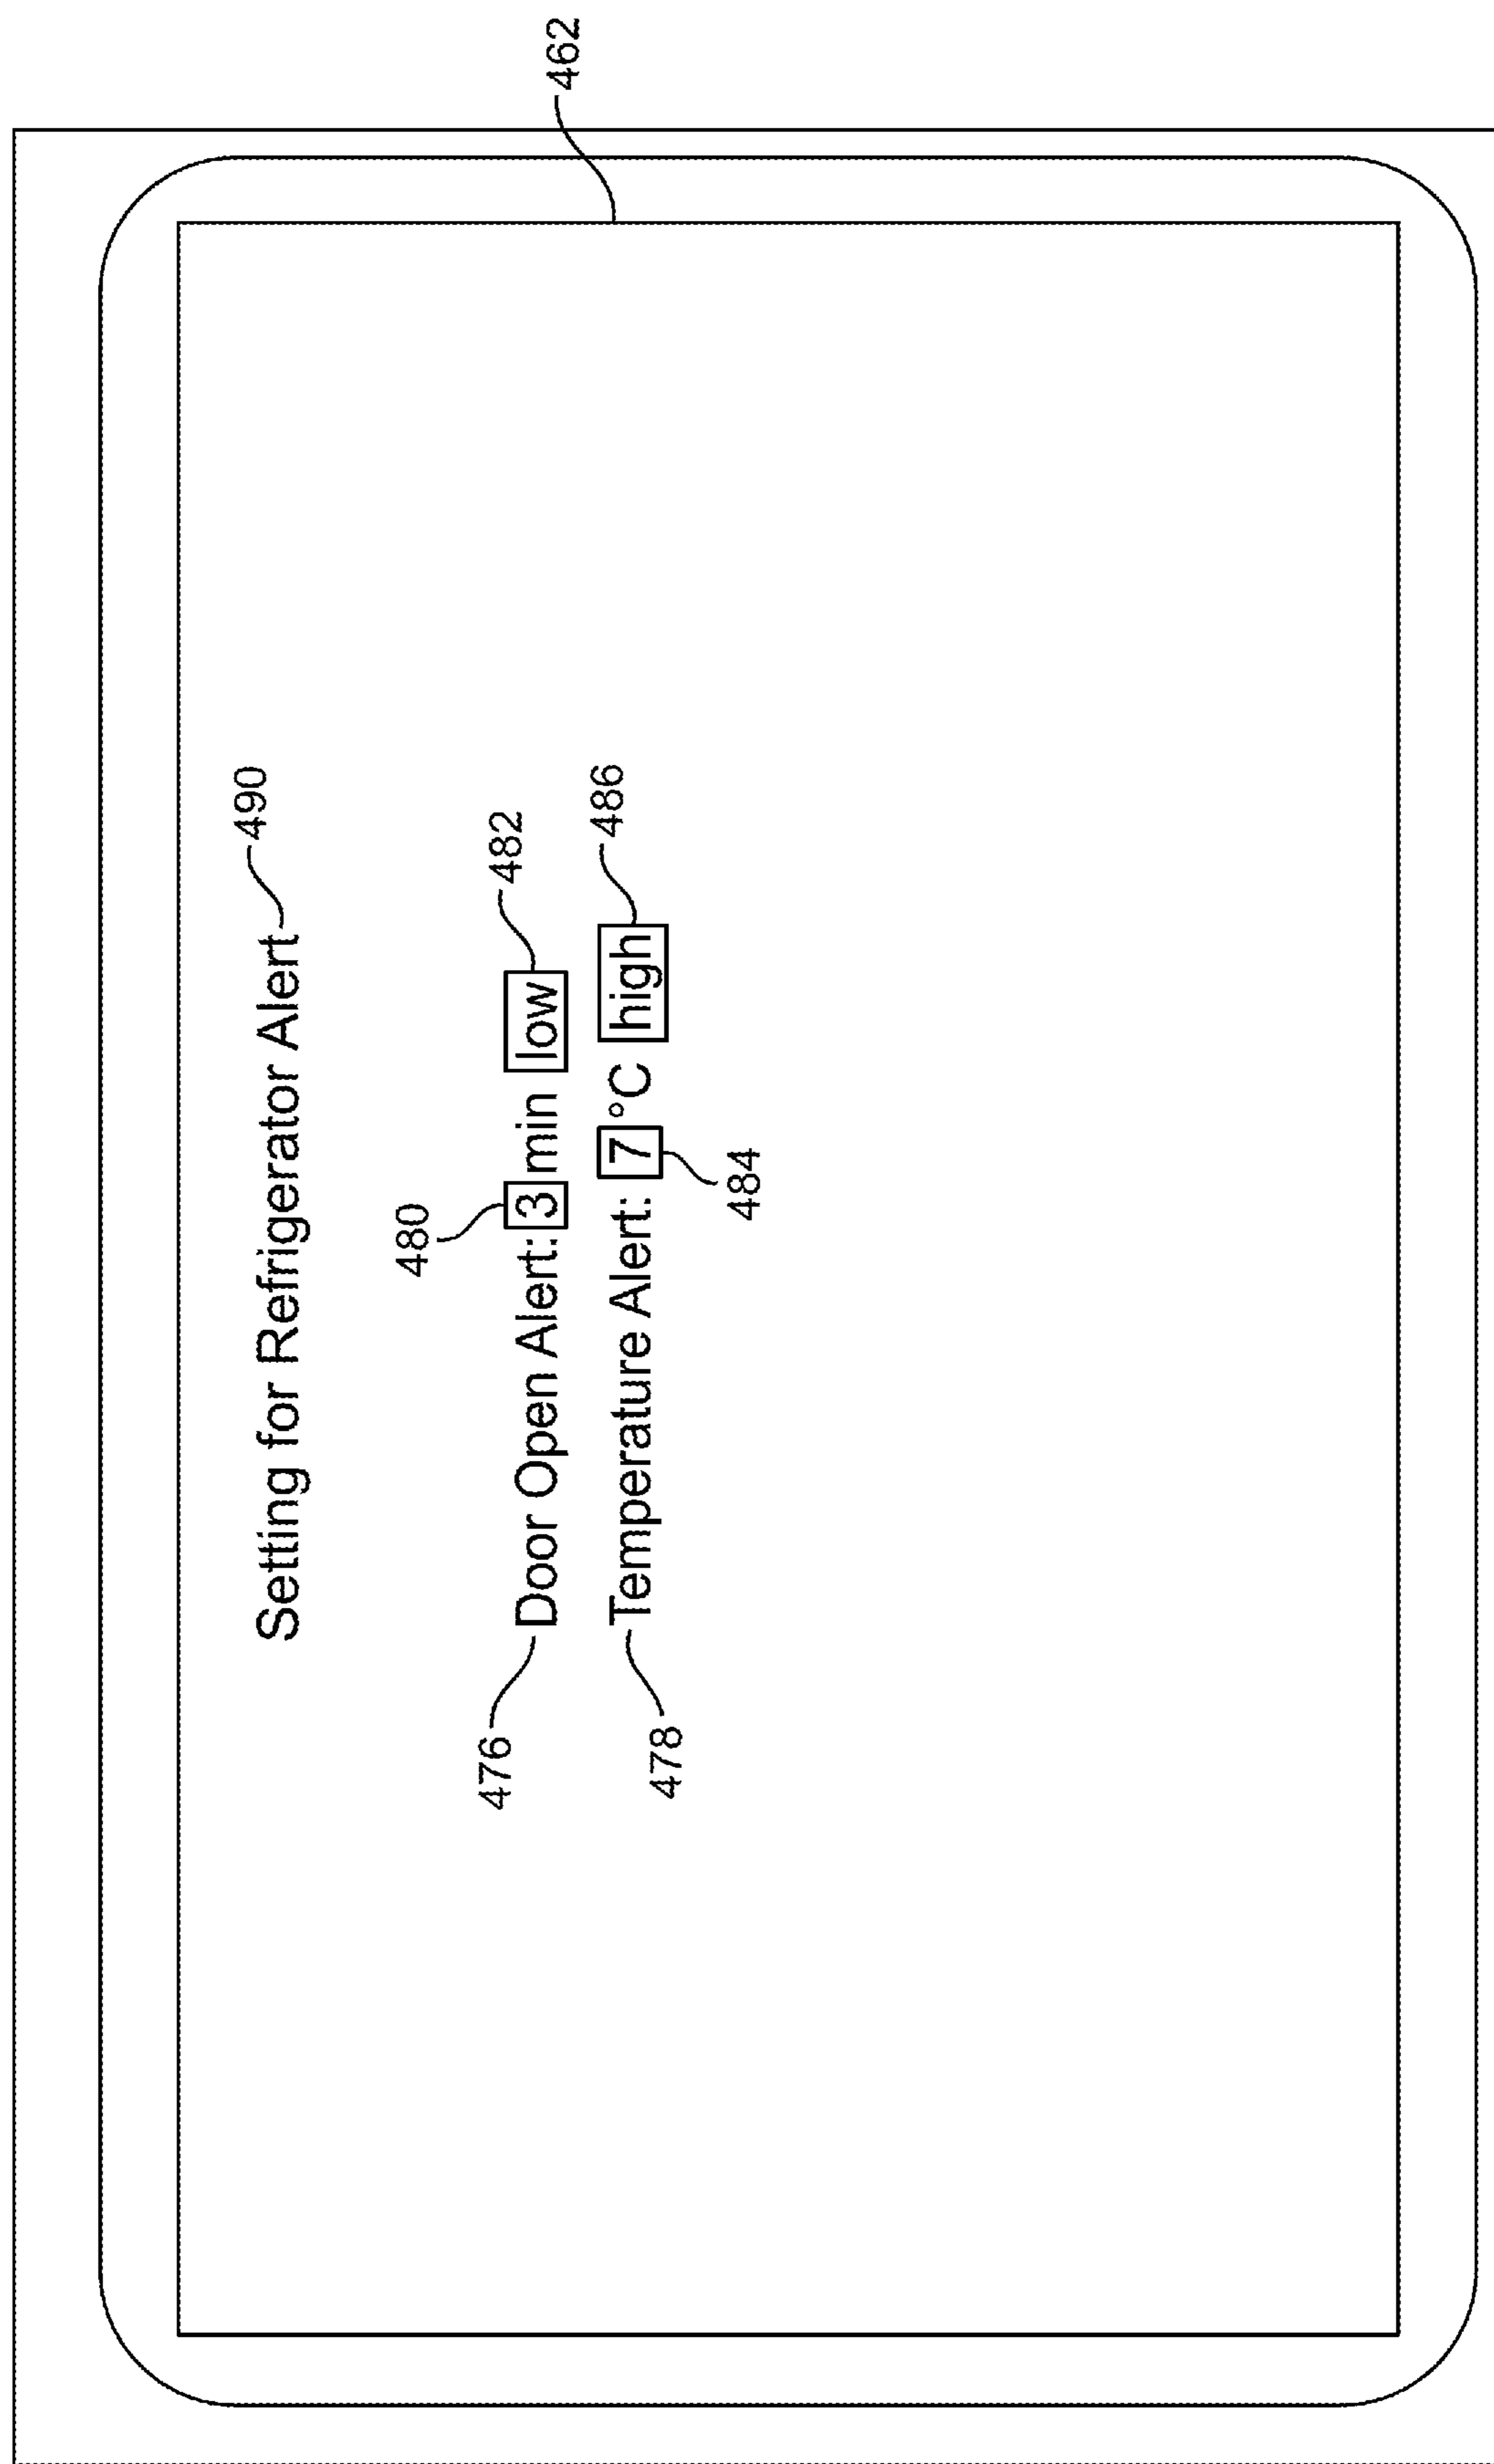 462
Setting for Refrigerator Alert 490
480
482
476 Door Open Alert: 3 min low
478 Temperature Alert: 7 °C high 486
484